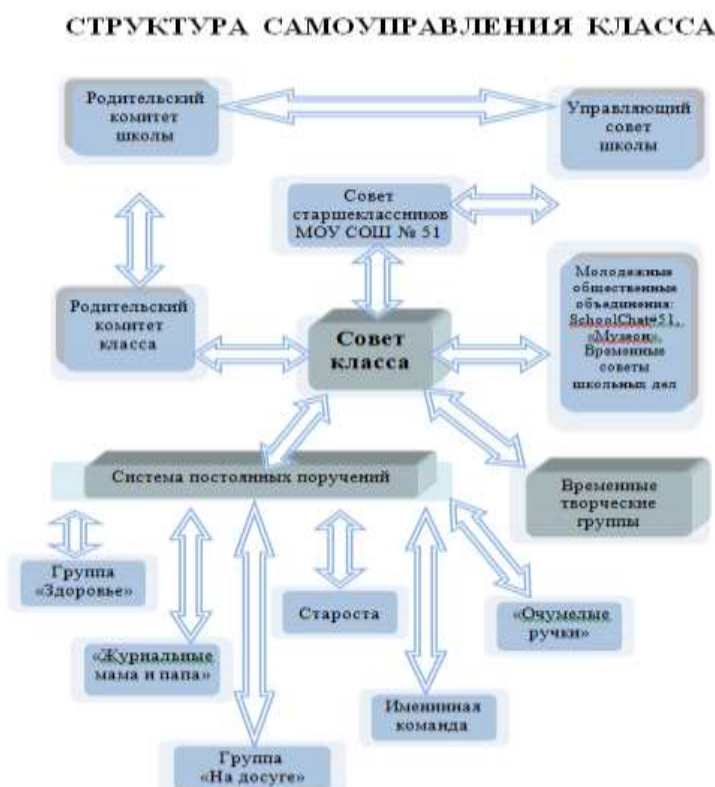 СТРУКТУРА САМОУПРАВЛЕНИЯ КЛАССА
Родительский
комитет
школы
Управляющий
совет
школы
Совет
старшеклассников
МОУ СОШ № 51
Молодежные
общественные
объединения:
SchoolChat#51,
«Музеон»,
Временные
советы
школьных дел
Родительский
комитет
класса
Совет
класса
Система постоянных поручений
Временные
творческие
группы
Группа
«Здоровье»
Староста
«Очумелые
ручки»
«Журнальные
мама и папа»
Именинная
команда
Группа
«На досуге»